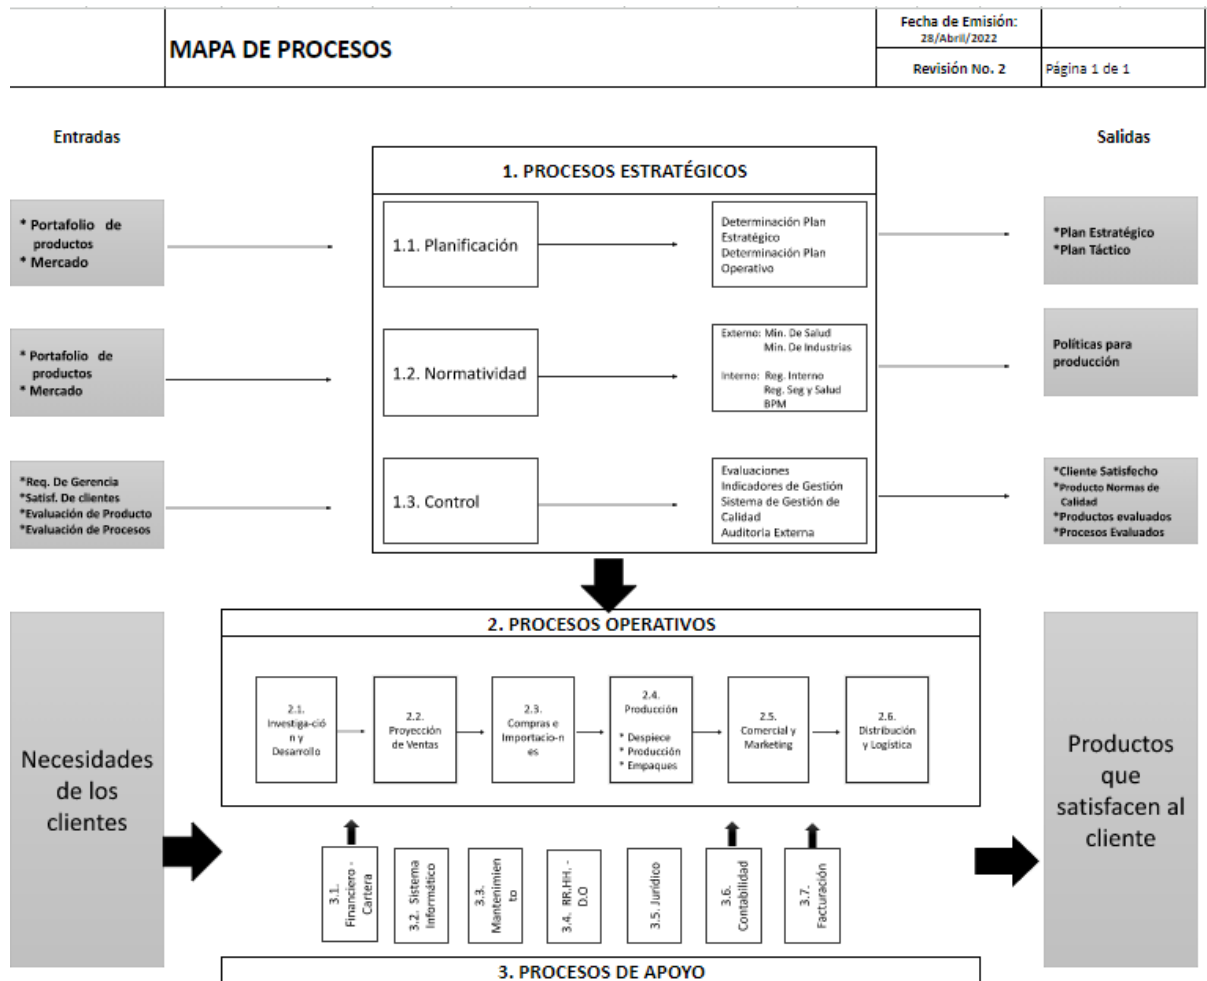 MAPA DE PROCESOS
Fecha de Emisión:
28/Abril/2022
Revisión No. 2
Página 1 de 1
Entradas
Salidas
1. PROCESOS ESTRATÉGICOS
* Portafolio de
productos
* Mercado
1.1. Planificación
Determinación Plan
Estratégico
Determinación Plan
Operativo
*Plan Estratégico
*Plan Táctico
* Portafolio de
productos
* Mercado
1.2. Normatividad
Externo: Min. De Salud
Min. De Industrias
Interno: Reg. Interno
Reg. Seg y Salud
BPM
Políticas para
producción
*Req. De Gerencia
*Satisf. De clientes
*Evaluación de Producto
*Evaluación de Procesos
1.3. Control
Evaluaciones
Indicadores de Gestión
Sistema de Gestión de
Calidad
Auditoria Externa
*Cliente Satisfecho
*Producto Normas de
Calidad
*Productos evaluados
*Procesos Evaluados
2. PROCESOS OPERATIVOS
Necesidades
de los
clientes
2.1.
Investiga-ció
n y
Desarrollo
2.2.
Proyección
de Ventas
2.3.
Compras e
Importacio-n
es
2.4.
Producción
* Despiece
* Producción
* Empaques
2.5.
Comercial y
Marketing
2.6.
Distribución
y Logística
Productos
que
satisfacen al
cliente
3.1.
Financiero -
Cartera
3.2. Sistema
Informático
3.3.
Mantenimien
to
3.4. RR.HH. -
D.O
3.5. Jurídico
3.6.
Contabilidad
3.7.
Facturación
3. PROCESOS DE APOYO